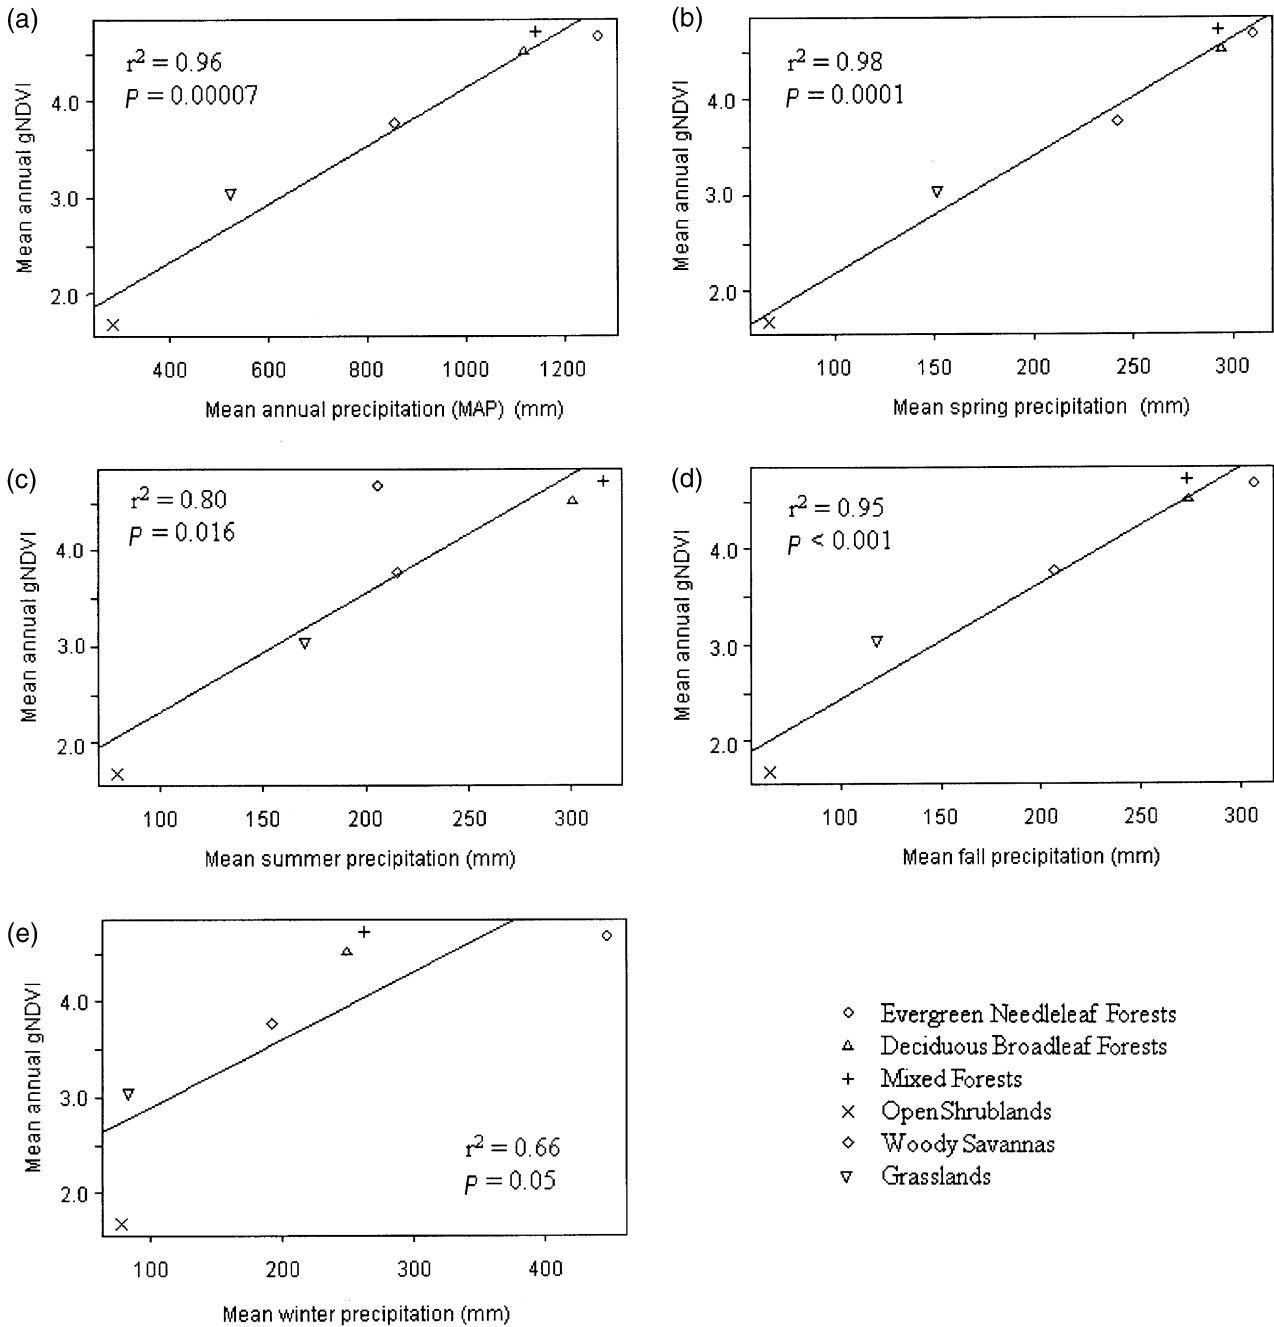 (a)
r² = 0.96
P = 0.00007
Mean annual gNDVI
4.0
3.0
2.0
400 600 800 1000 1200
Mean annual precipitation (MAP) (mm)
(b)
r² = 0.98
P = 0.0001
Mean annual gNDVI
4.0
3.0
2.0
100 150 200 250 300
Mean spring precipitation (mm)
(c)
r² = 0.80
P = 0.016
Mean annual gNDVI
4.0
3.0
2.0
100 150 200 250 300
Mean summer precipitation (mm)
(d)
r² = 0.95
P < 0.001
Mean annual gNDVI
4.0
3.0
2.0
100 150 200 250 300
Mean fall precipitation (mm)
(e)
r² = 0.66
P = 0.05
Mean annual gNDVI
4.0
3.0
2.0
100 200 300 400
Mean winter precipitation (mm)
Evergreen Needleleaf Forests
Deciduous Broadleaf Forests
Mixed Forests
Open Shrublands
Woody Savannas
Grasslands